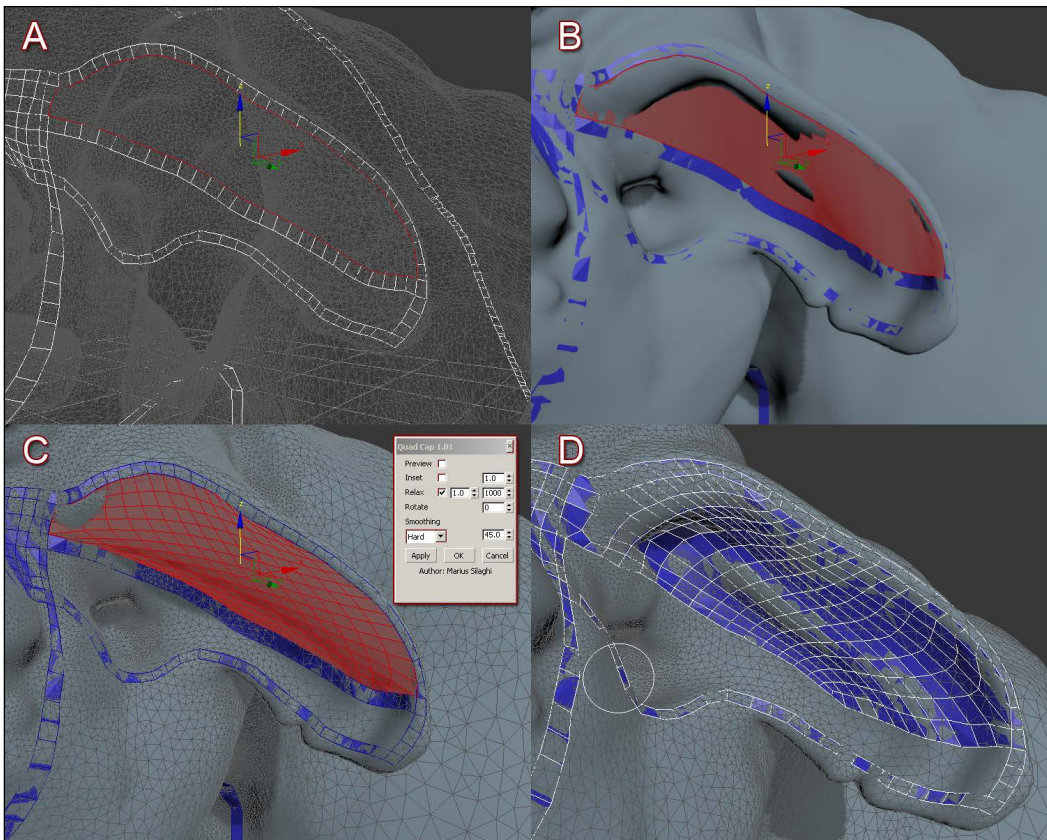 A
B
z
z
C
Quad Cap 1.01
Preview
Inset 1.0
Relax 1.0 1000
Rotate 0
Smoothing
Hard 45.0
Apply OK Cancel
Author: Marius Silaghi
z
D